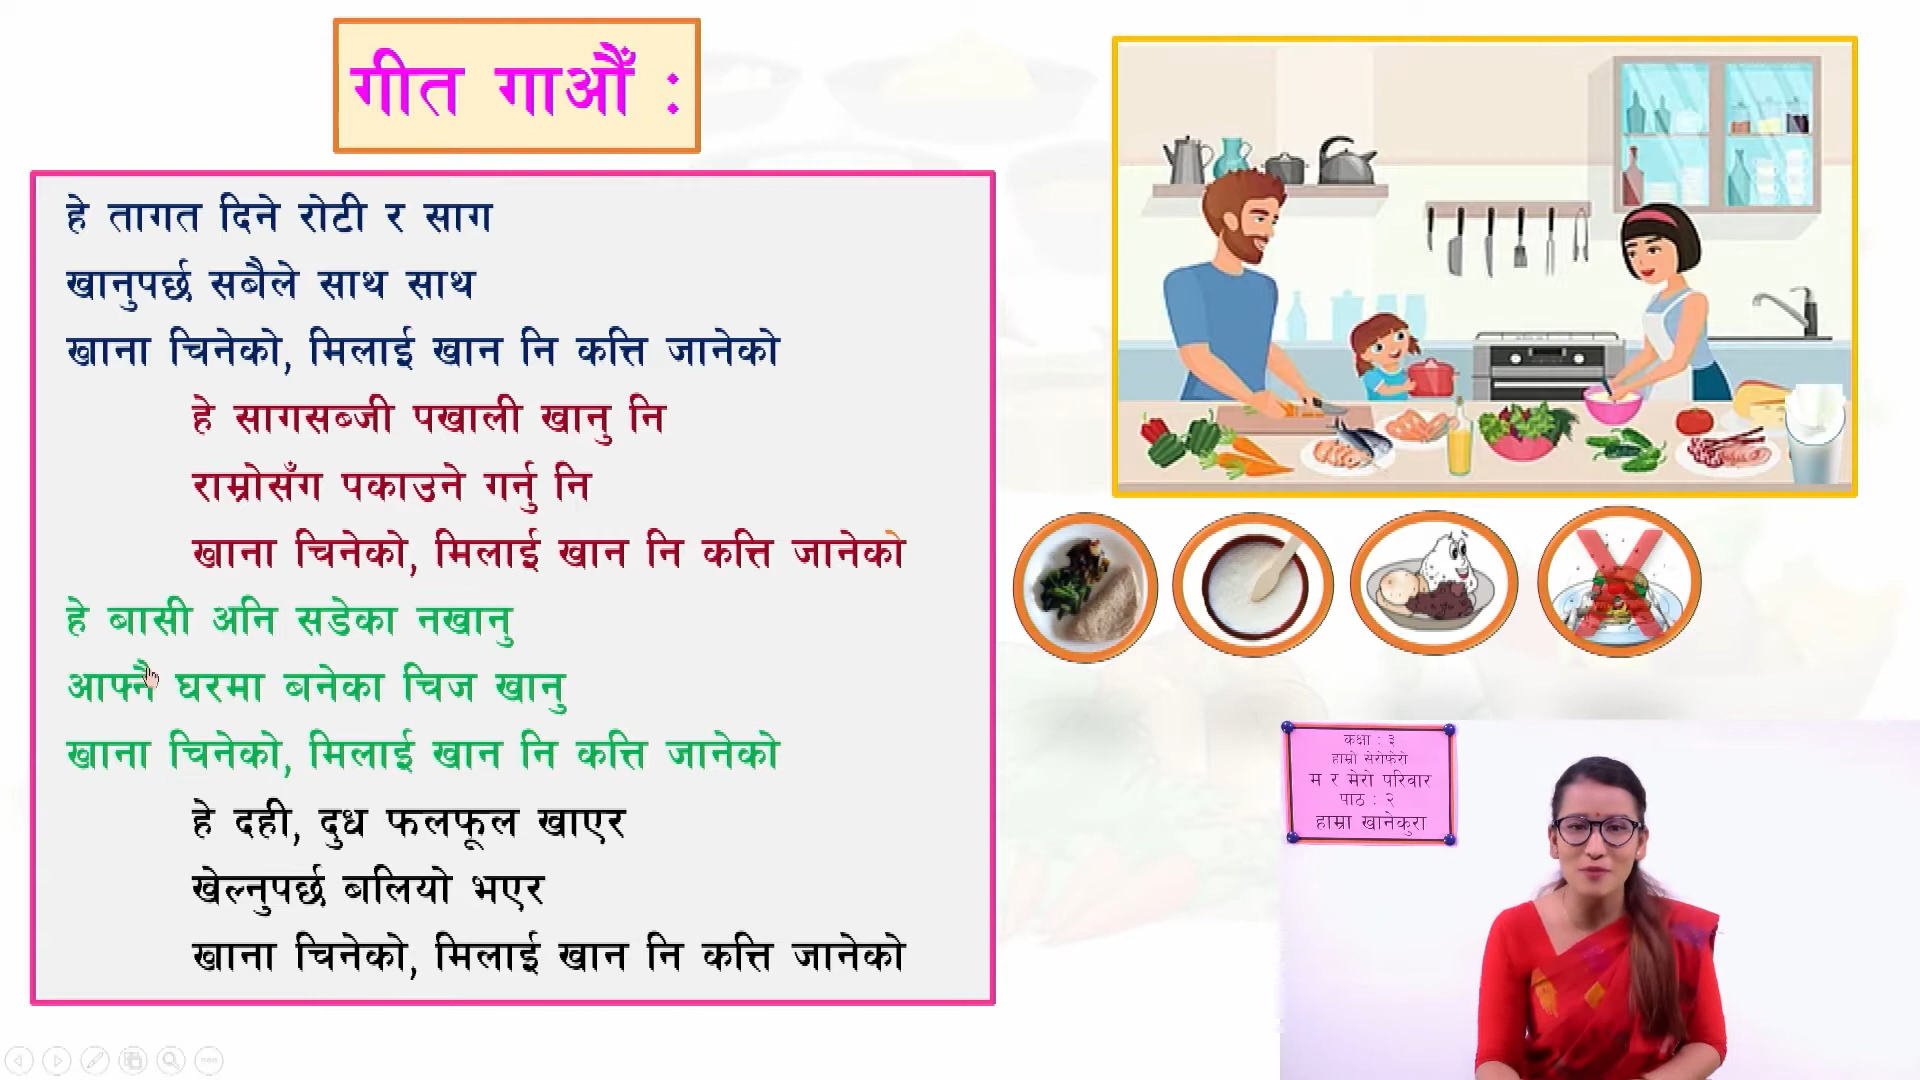 गीत गाऔँ :
हे तागत दिने रोटी र साग
खानुपर्छ सबैले साथ साथ
खाना चिनेको, मिलाई खान नि कत्ति जानेको
हे सागसब्जी पखाली खानु नि
राम्रोसँग पकाउने गर्नु नि
खाना चिनेको, मिलाई खान नि कत्ति जानेको
हे बासी अनि सडेका नखानु
आफ्नै घरमा बनेका चिज खानु
खाना चिनेको, मिलाई खान नि कत्ति जानेको
हे दही, दुध फलफूल खाएर
खेल्नुपर्छ बलियो भएर
खाना चिनेको, मिलाई खान नि कत्ति जानेको
कक्षा : ३
हाम्रो सेरोफेरो
म र मेरो परिवार
पाठ : २
हाम्रा खानेकुरा